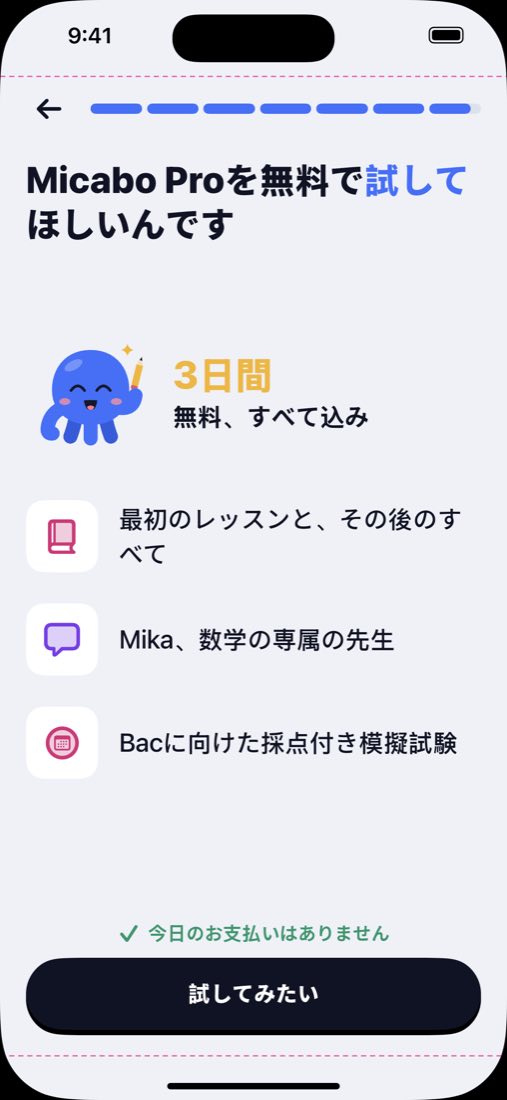 9:41
Micabo Proを無料で試して
ほしいんです
3日間
無料、すべて込み
最初のレッスンと、その後のす
べて
Mika、数学の専属の先生
Bacに向けた採点付き模擬試験
今日のお支払いはありません
試してみたい